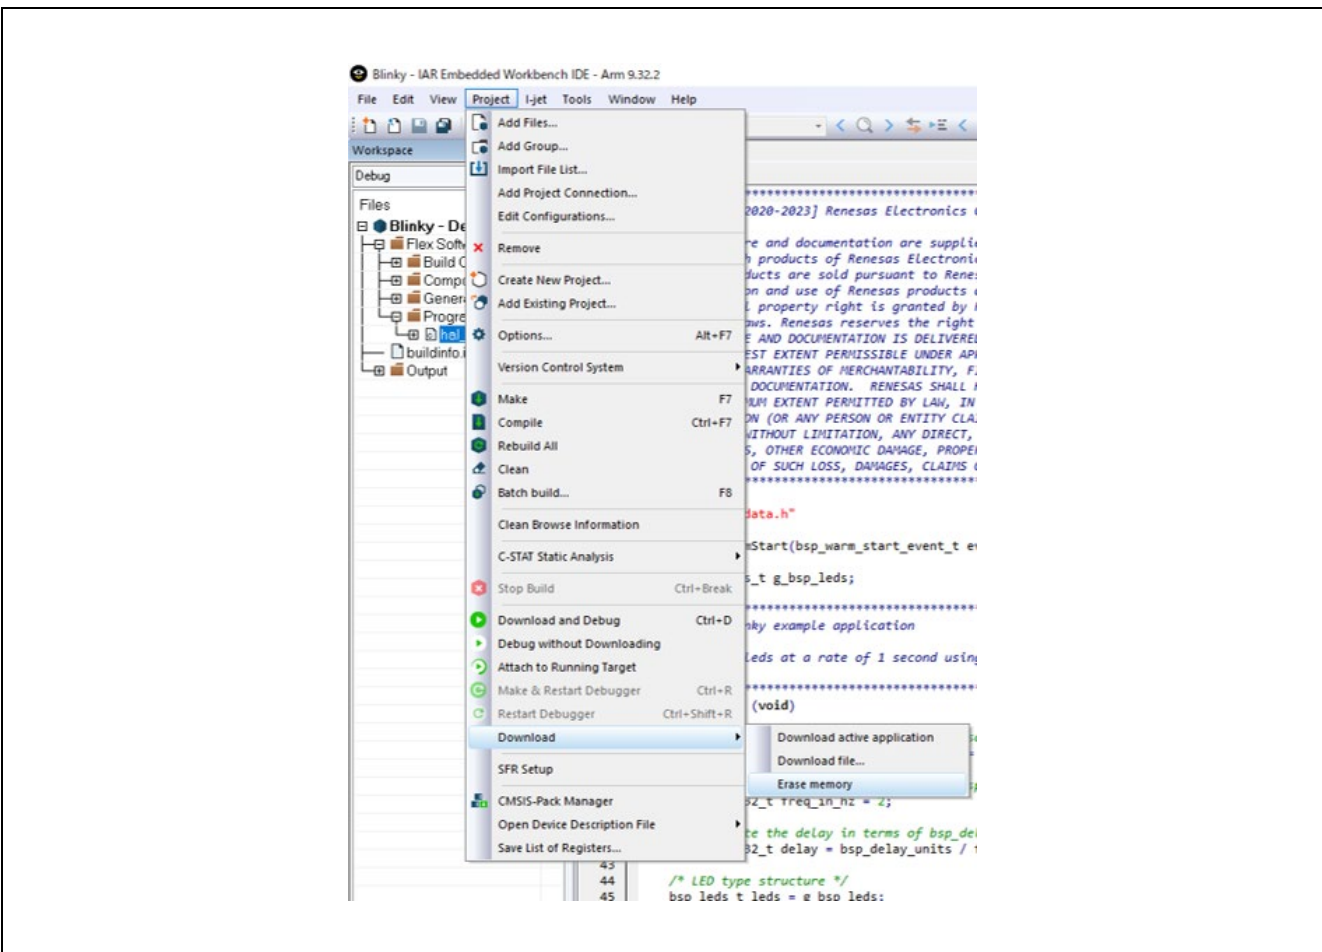 Blinky - IAR Embedded Workbench IDE - Arm 9.32.2
File Edit View Project I-jet Tools Window Help
Workspace
Debug
Files
Blinky - De
Flex Soft
Build C
Comp
Gener
Progra
hal_
buildinfo.i
Output
Add Files...
Add Group...
Import File List...
Add Project Connection...
Edit Configurations...
Remove
Create New Project...
Add Existing Project...
Options... Alt+F7
Version Control System
Make F7
Compile Ctrl+F7
Rebuild All
Clean
Batch build... F8
Clean Browse Information
C-STAT Static Analysis
Stop Build Ctrl+Break
Download and Debug Ctrl+D
Debug without Downloading
Attach to Running Target
Make & Restart Debugger Ctrl+R
Restart Debugger Ctrl+Shift+R
Download
SFR Setup
CMSIS-Pack Manager
Open Device Description File
Save List of Registers...
Download active application
Download file...
Erase memory
************************************
2020-2023] Renesas Electronics
re and documentation are supplie
h products of Renesas Electroni
ducts are sold pursuant to Rene
on and use of Renesas products
l property right is granted by
aws. Renesas reserves the right
E AND DOCUMENTATION IS DELIVERE
EST EXTENT PERMISSIBLE UNDER AP
ARRANTIES OF MERCHANTABILITY, F
DOCUMENTATION. RENESAS SHALL
MUM EXTENT PERMITTED BY LAW, IN
ON (OR ANY PERSON OR ENTITY CLA
WITHOUT LIMITATION, ANY DIRECT,
S, OTHER ECONOMIC DAMAGE, PROPE
OF SUCH LOSS, DAMAGES, CLAIMS
************************************
data.h"
mStart(bsp_warm_start_event_t e
s_t g_bsp_leds;
************************************
nky example application
leds at a rate of 1 second usin
************************************
(void)
32_t freq_in_hz = 2;
te the delay in terms of bsp_de
32_t delay = bsp_delay_units /
43
44 /* LED type structure */
45 bsp_leds_t leds = g_bsp_leds;